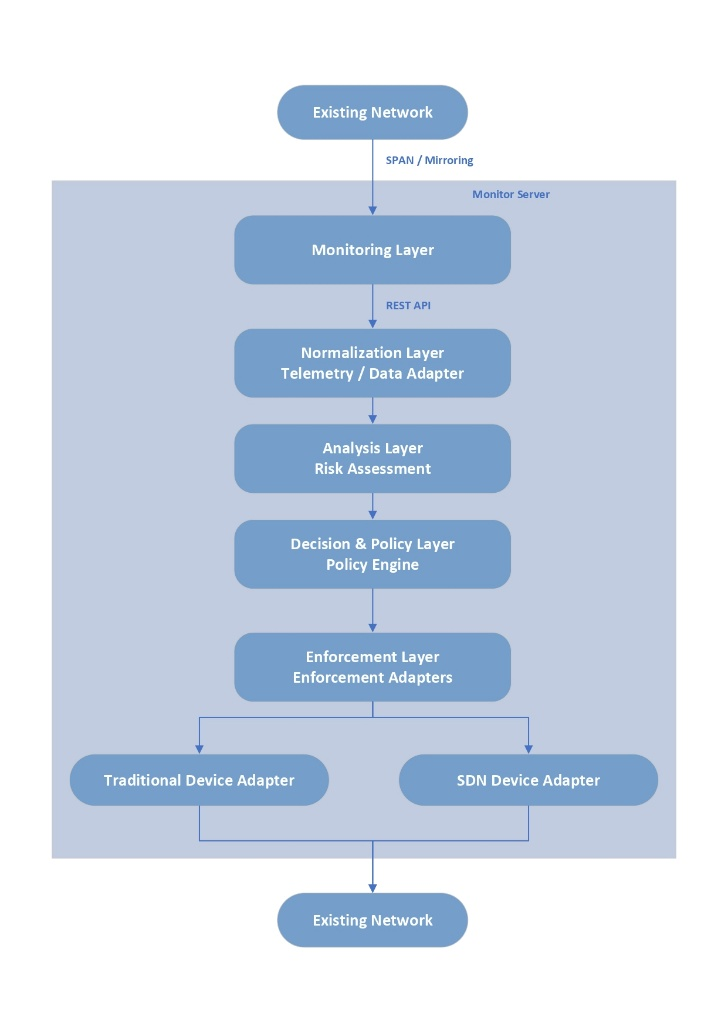 Existing Network
SPAN / Mirroring
Monitor Server
Monitoring Layer
REST API
Normalization Layer
Telemetry / Data Adapter
Analysis Layer
Risk Assessment
Decision & Policy Layer
Policy Engine
Enforcement Layer
Enforcement Adapters
Traditional Device Adapter
SDN Device Adapter
Existing Network